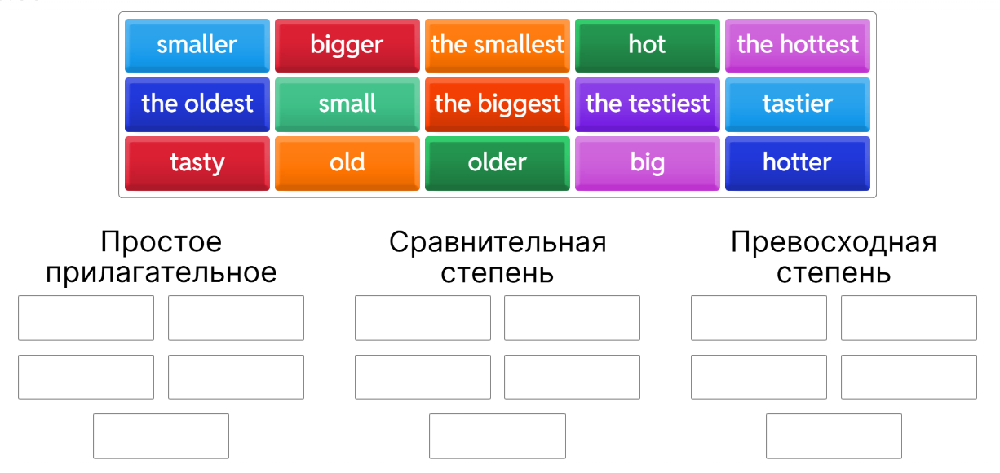 smaller bigger the smallest hot the hottest
the oldest small the biggest the testiest tastier
tasty old older big hotter
Простое
прилагательное
Сравнительная
степень
Превосходная
степень